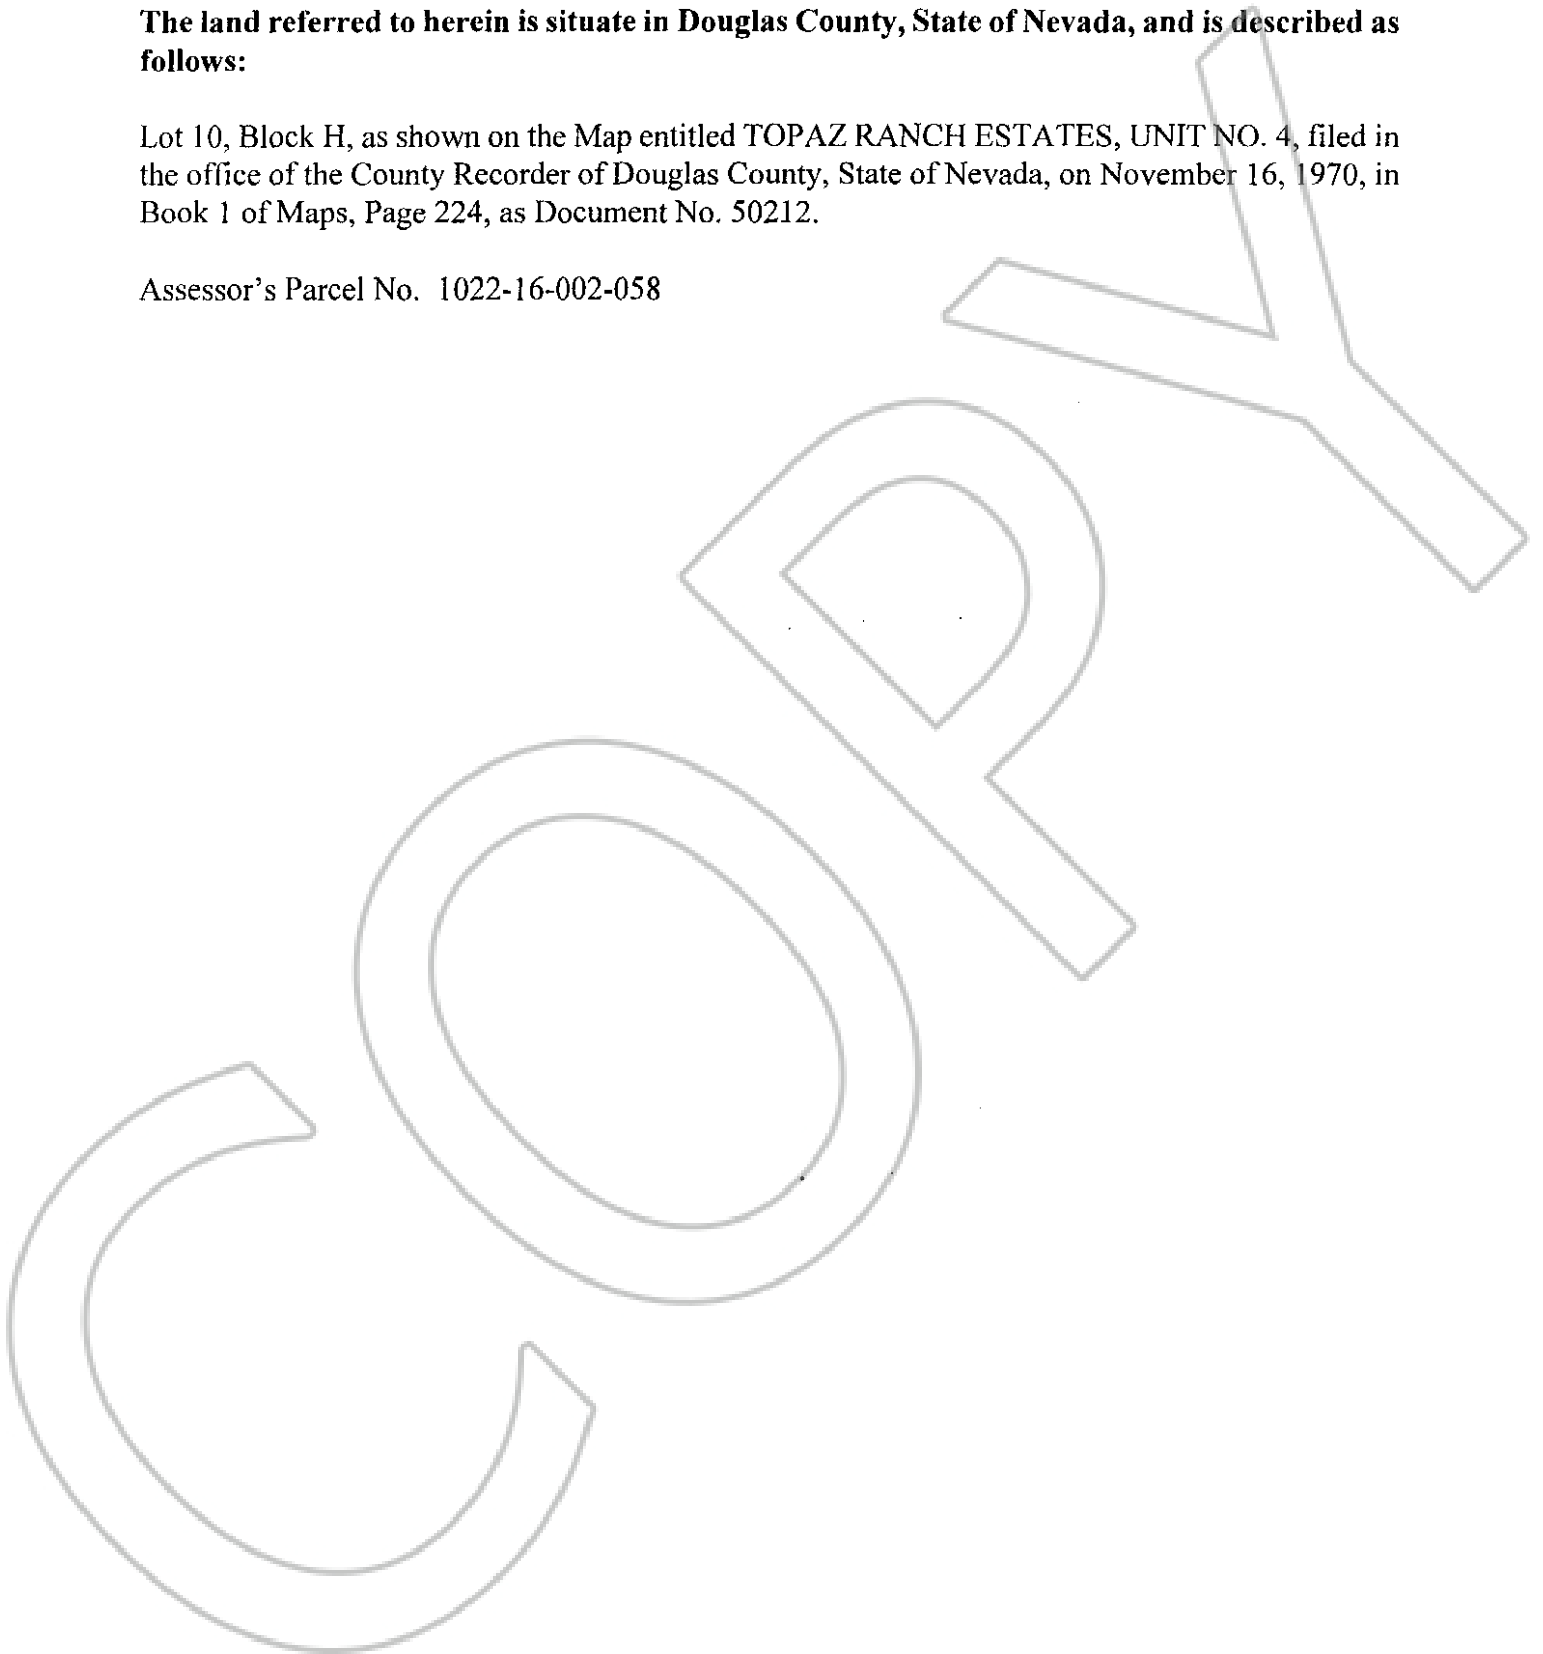 The land referred to herein is situate in Douglas County, State of Nevada, and is described as
follows:
Lot 10, Block H, as shown on the Map entitled TOPAZ RANCH ESTATES, UNIT NO. 4, filed in
the office of the County Recorder of Douglas County, State of Nevada, on November 16, 1970, in
Book 1 of Maps, Page 224, as Document No. 50212.
Assessor's Parcel No. 1022-16-002-058
COPY